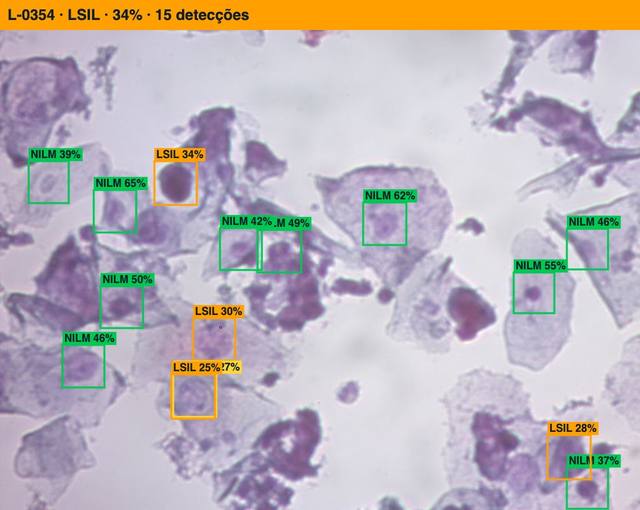 L-0354 · LSIL · 34% · 15 detecções
NILM 39%
LSIL 34%
NILM 65%
NILM 62%
NILM 42%
49%
NILM 46%
NILM 55%
NILM 50%
LSIL 30%
NILM 46%
LSIL 25%
LSIL 28%
NILM 37%